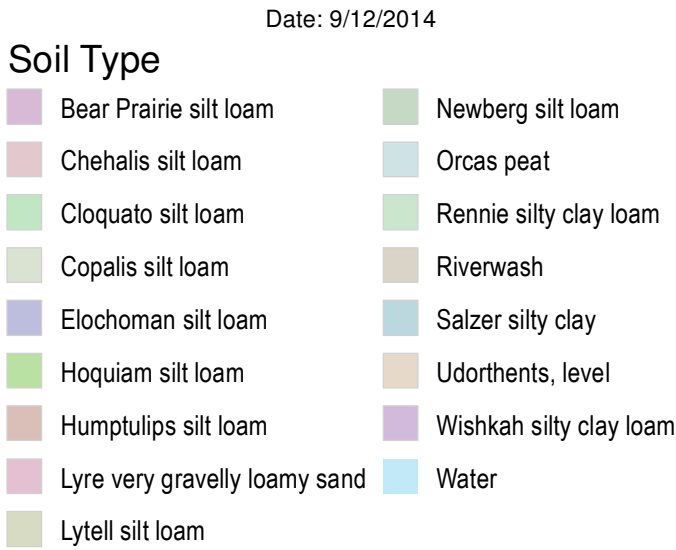 Date: 9/12/2014
Soil Type
Bear Prairie silt loam
Chehalis silt loam
Cloquato silt loam
Copalis silt loam
Elochoman silt loam
Hoquiam silt loam
Humptulips silt loam
Lyre very gravelly loamy sand
Lytell silt loam
Newberg silt loam
Orcas peat
Rennie silty clay loam
Riverwash
Salzer silty clay
Udorthents, level
Wishkah silty clay loam
Water